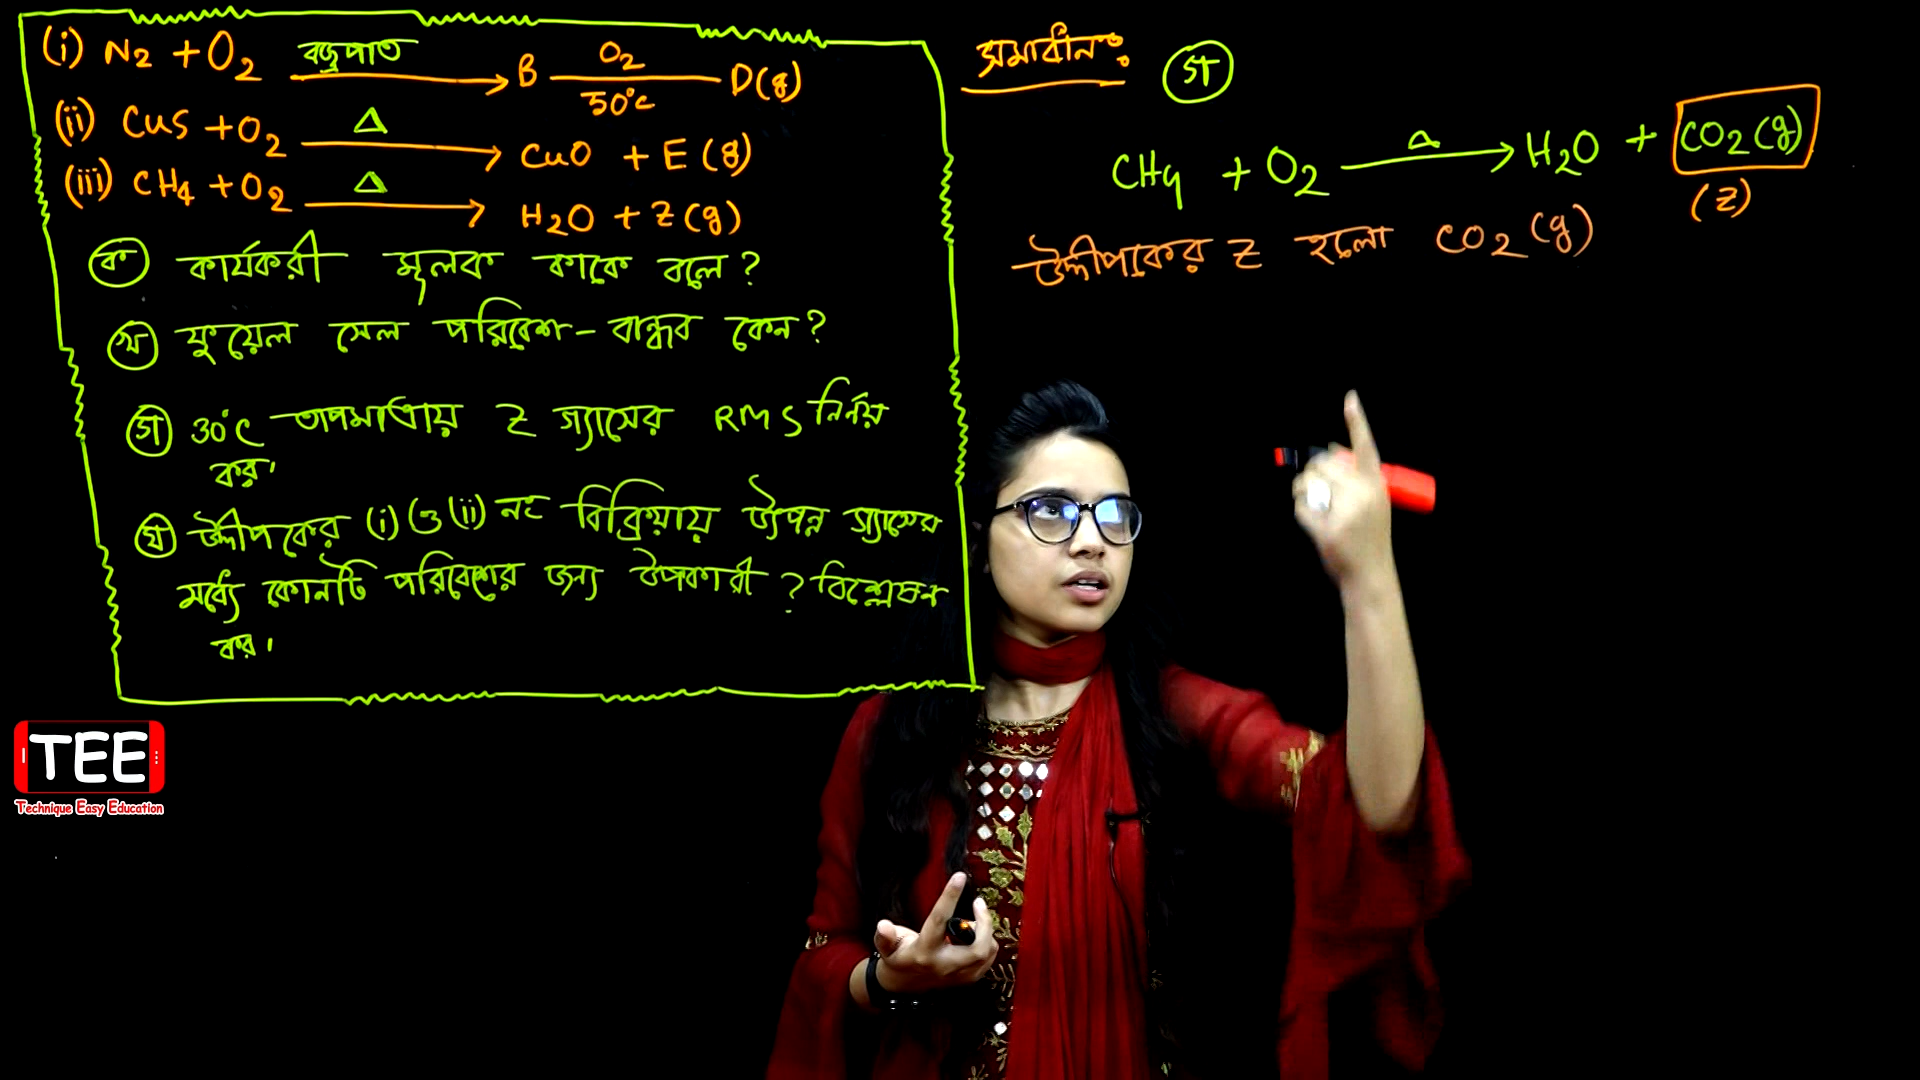 (i) N2 + O2 বজ্রপাত → B O2 50°C D(g)
(ii) CuS + O2 Δ → CuO + E (g)
(iii) CH4 + O2 Δ → H2O + Z(g)
(ক) কার্যকরী মূলক কাকে বলে?
(খ) ফুয়েল সেল পরিবেশ-বান্ধব কেন?
(গ) 30°C তাপমাত্রায় Z গ্যাসের RMS নির্নয়
কর।
(ঘ) উদ্দীপকের (i) ও (ii) নং বিক্রিয়ায় উৎপন্ন গ্যাসের
মধ্যে কোনটি পরিবেশের জন্য উপকারী? বিশ্লেষন
কর।
সমাধান:
(গ)
CH4 + O2 Δ → H2O + CO2(g)
(Z)
উদ্দীপকের Z হলো CO2(g)
TEE
Technique Easy Education